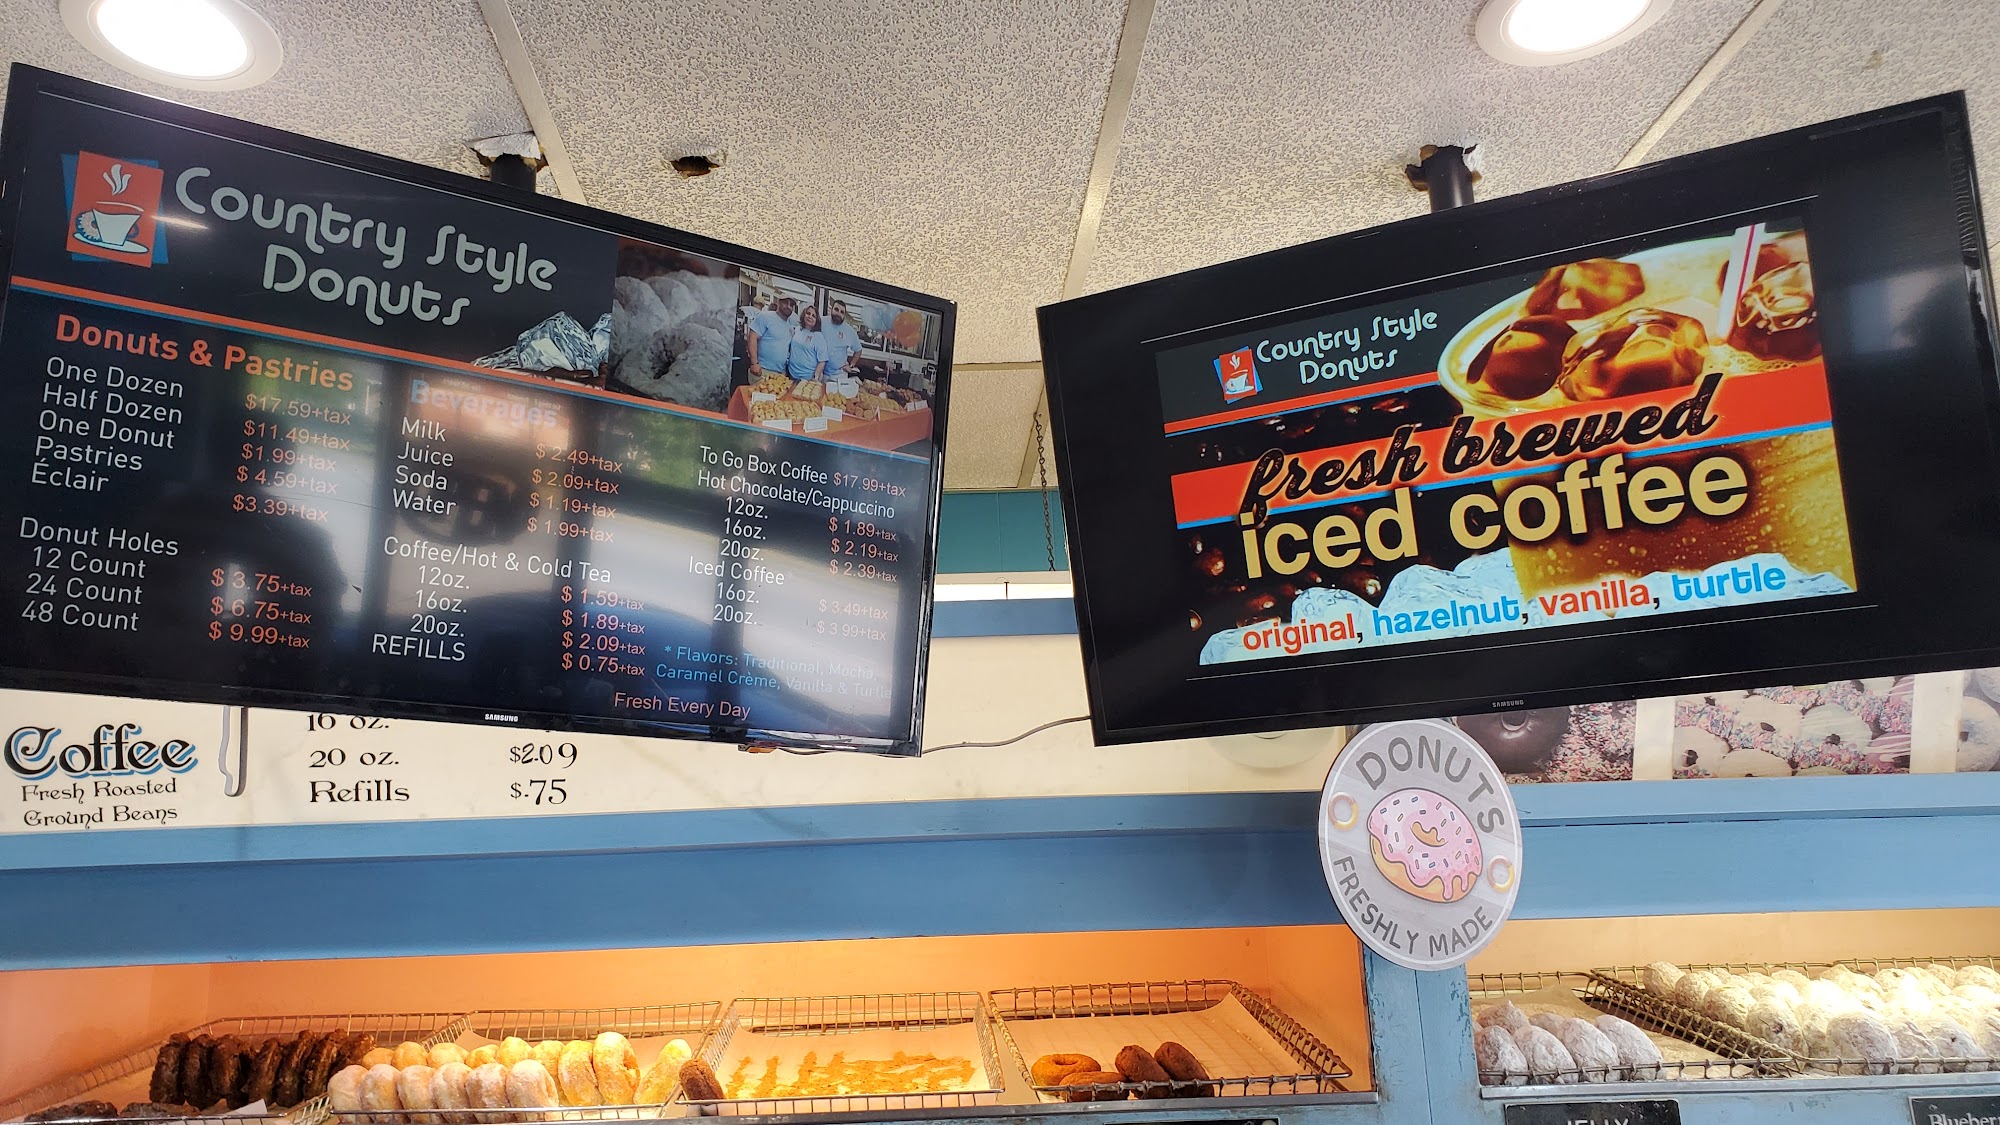 Country Style
Donuts
Donuts & Pastries
One Dozen $17.59+tax
Half Dozen $11.49+tax
One Donut $1.99+tax
Pastries $4.59+tax
Éclair $3.39+tax
Donut Holes
12 Count $3.75+tax
24 Count $6.75+tax
48 Count $9.99+tax
Beverages
Milk $2.49+tax
Juice $2.09+tax
Soda $1.19+tax
Water $1.99+tax
Coffee/Hot & Cold Tea
12oz. $1.59+tax
16oz. $1.89+tax
20oz. $2.09+tax
REFILLS $0.75+tax
To Go Box Coffee $17.99+tax
Hot Chocolate/Cappuccino
12oz. $1.89+tax
16oz. $2.19+tax
20oz. $2.39+tax
Iced Coffee
16oz. $3.49+tax
20oz. $3.99+tax
* Flavors: Traditional, Mocha,
Caramel Crème, Vanilla & Turtle
Fresh Every Day
SAMSUNG
Country Style
Donuts
fresh brewed
iced coffee
original, hazelnut, vanilla, turtle
SAMSUNG
Coffee
Fresh Roasted
Ground Beans
16 oz.
20 oz. $2.09
Refills $.75
DONUTS
FRESHLY MADE
JELLY